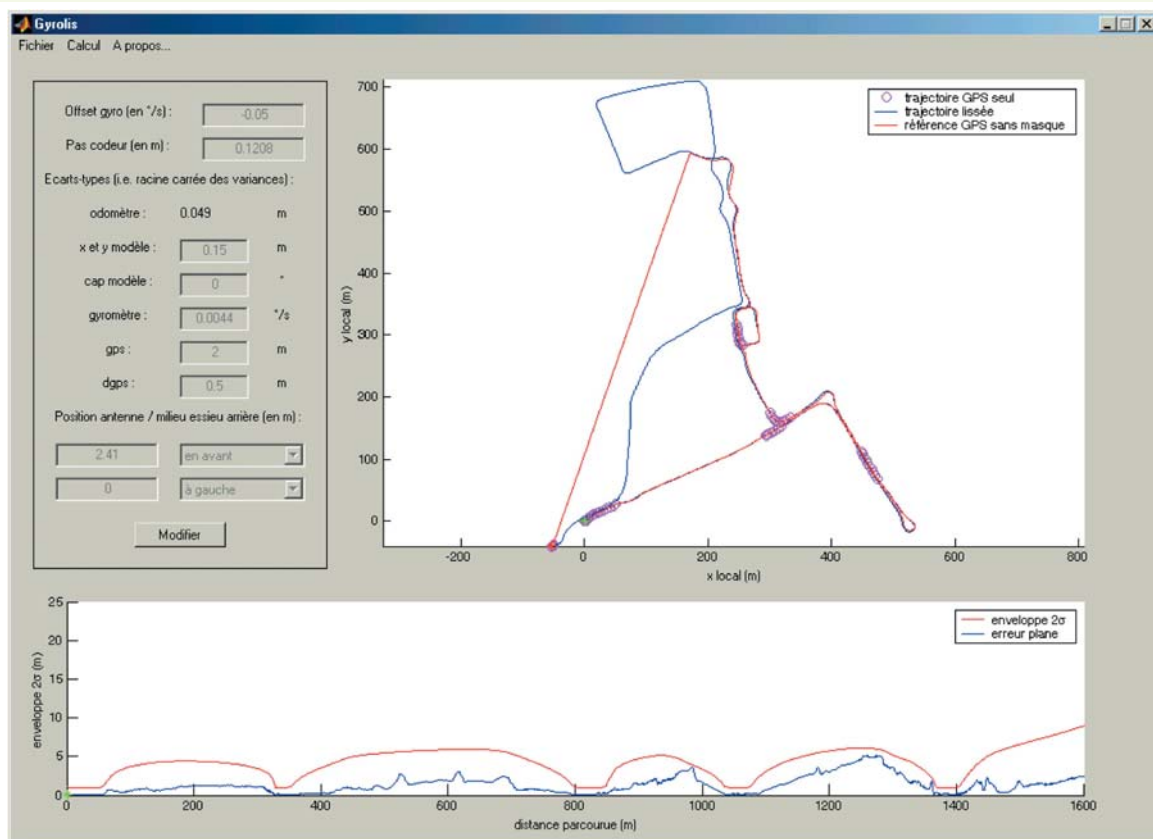 Gyrolis
Fichier Calcul A propos...
Offset gyro (en °/s) : -0.05
Pas codeur (en m) : 0.1208
Ecarts-types (i.e. racine carrée des variances) :
odomètre : 0.049 m
x et y modèle : 0.15 m
cap modèle : 0 °
gyromètre : 0.0044 °/s
gps : 2 m
dgps : 0.5 m
Position antenne / milieu essieu arrière (en m) :
2.41 en avant
0 à gauche
Modifier
trajectoire GPS seul
trajectoire lissée
référence GPS sans masque
y local (m)
700
600
500
400
300
200
100
0
-200 0 200 400 600 800
x local (m)
enveloppe 2σ
erreur plane
enveloppe 2σ (m)
25
20
15
10
5
0
0 200 400 600 800 1000 1200 1400 1600
distance parcourue (m)